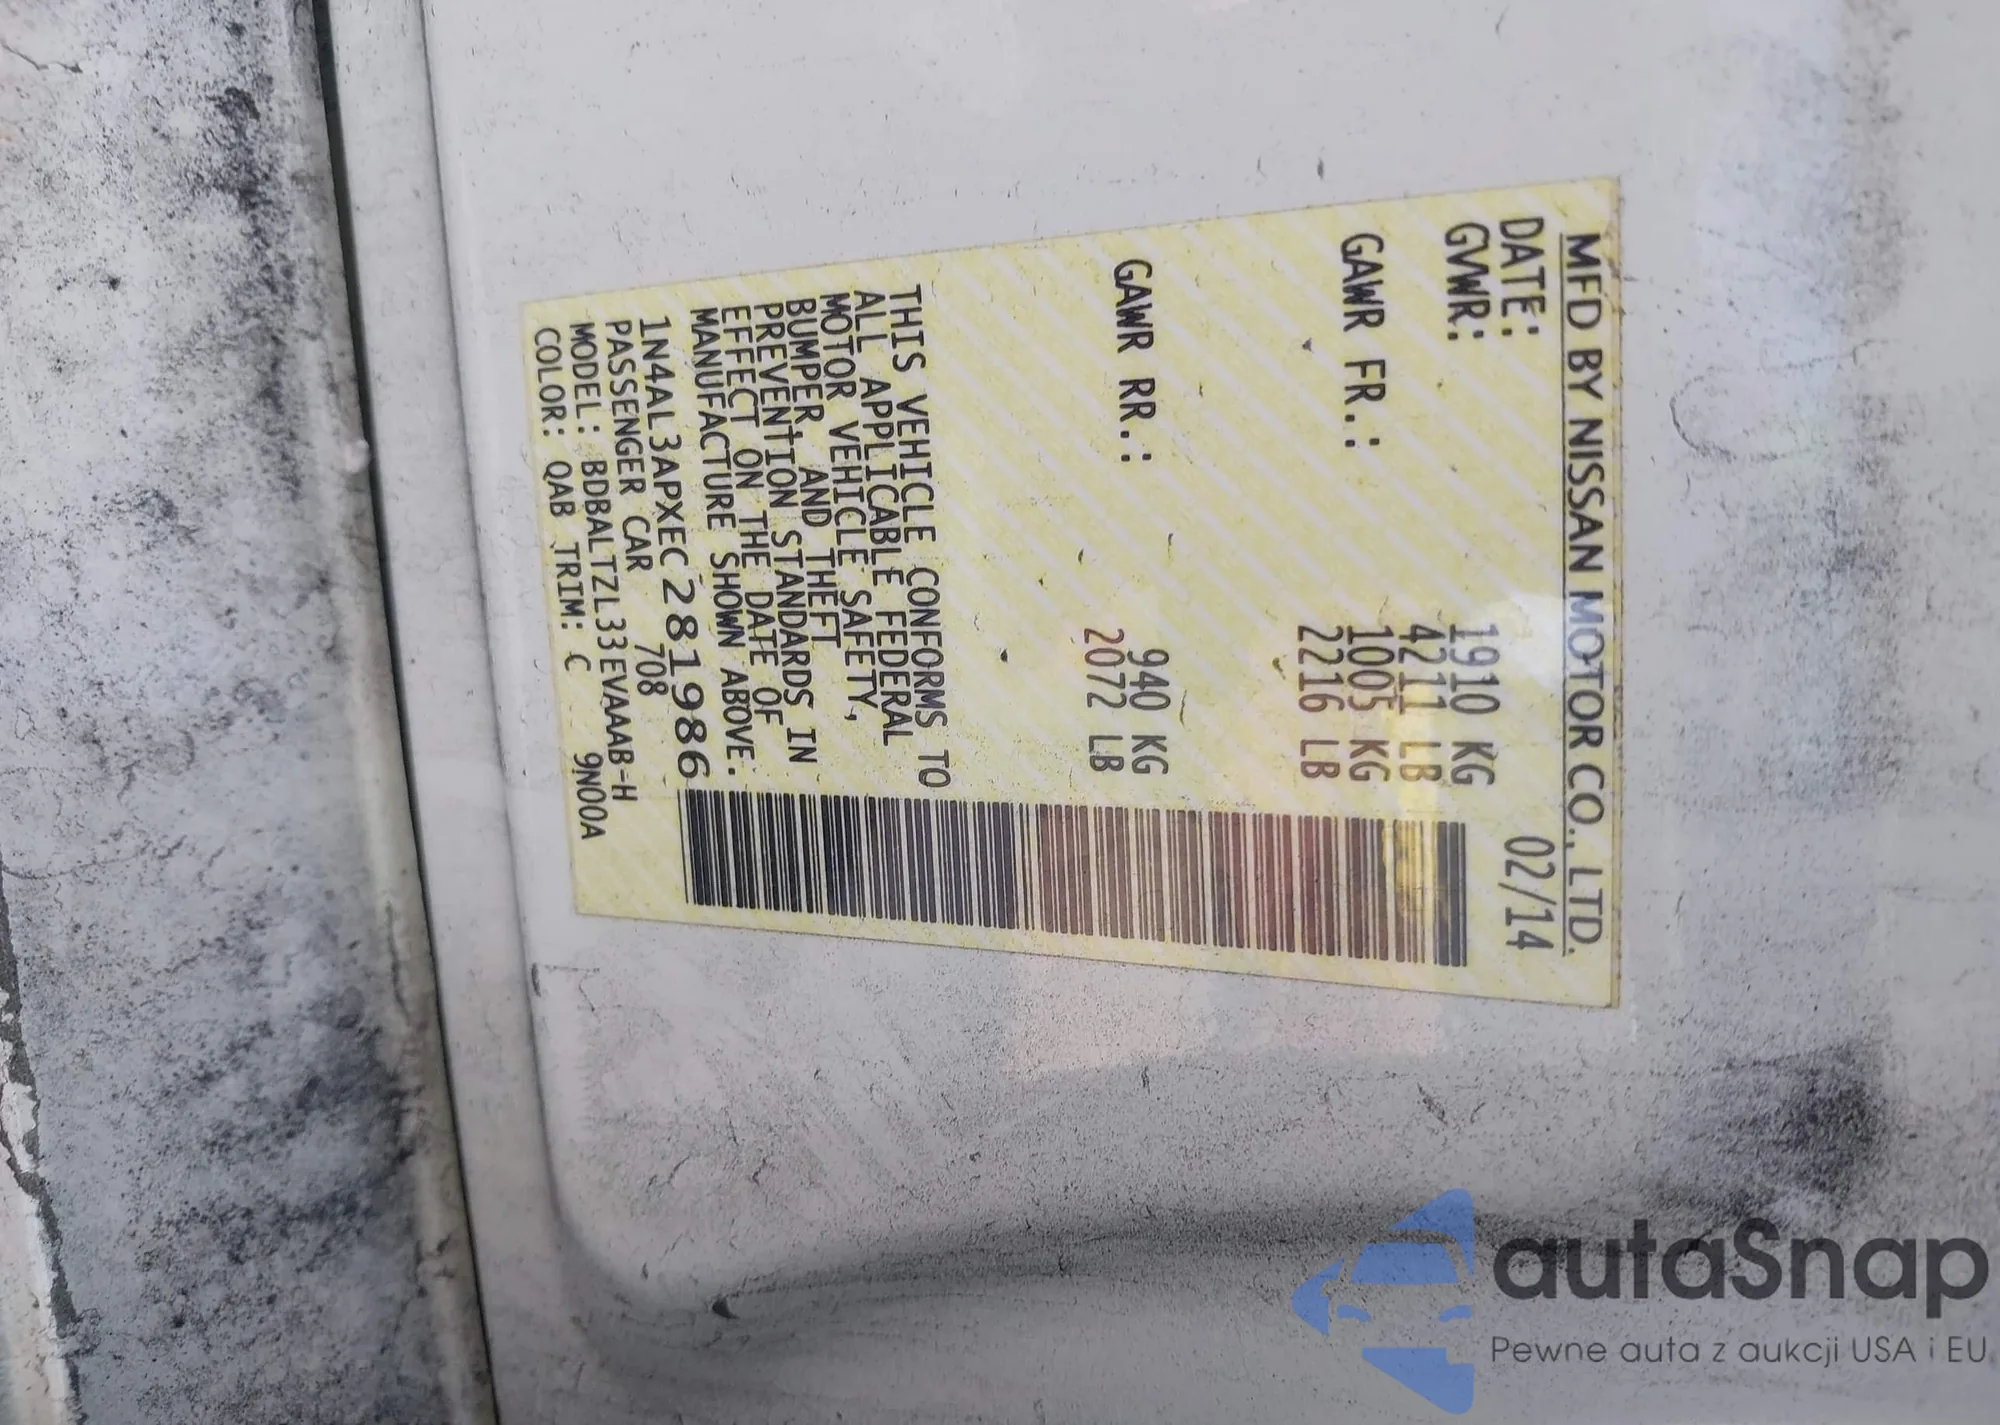 MFD BY NISSAN MOTOR CO., LTD.
DATE: 02/14
GVWR: 1910 KG
4211 LB
GAWR FR.: 1005 KG
2216 LB
GAWR RR.: 940 KG
2072 LB
THIS VEHICLE CONFORMS TO
ALL APPLICABLE FEDERAL
MOTOR VEHICLE SAFETY,
BUMPER, AND THEFT
PREVENTION STANDARDS IN
EFFECT ON THE DATE OF
MANUFACTURE SHOWN ABOVE.
1N4AL3APXEC281986
PASSENGER CAR 708
MODEL: BDBALTZL33EVAAAB-H
COLOR: QAB TRIM: C 9N00A
autaSnap
Pewne auta z aukcji USA i EU